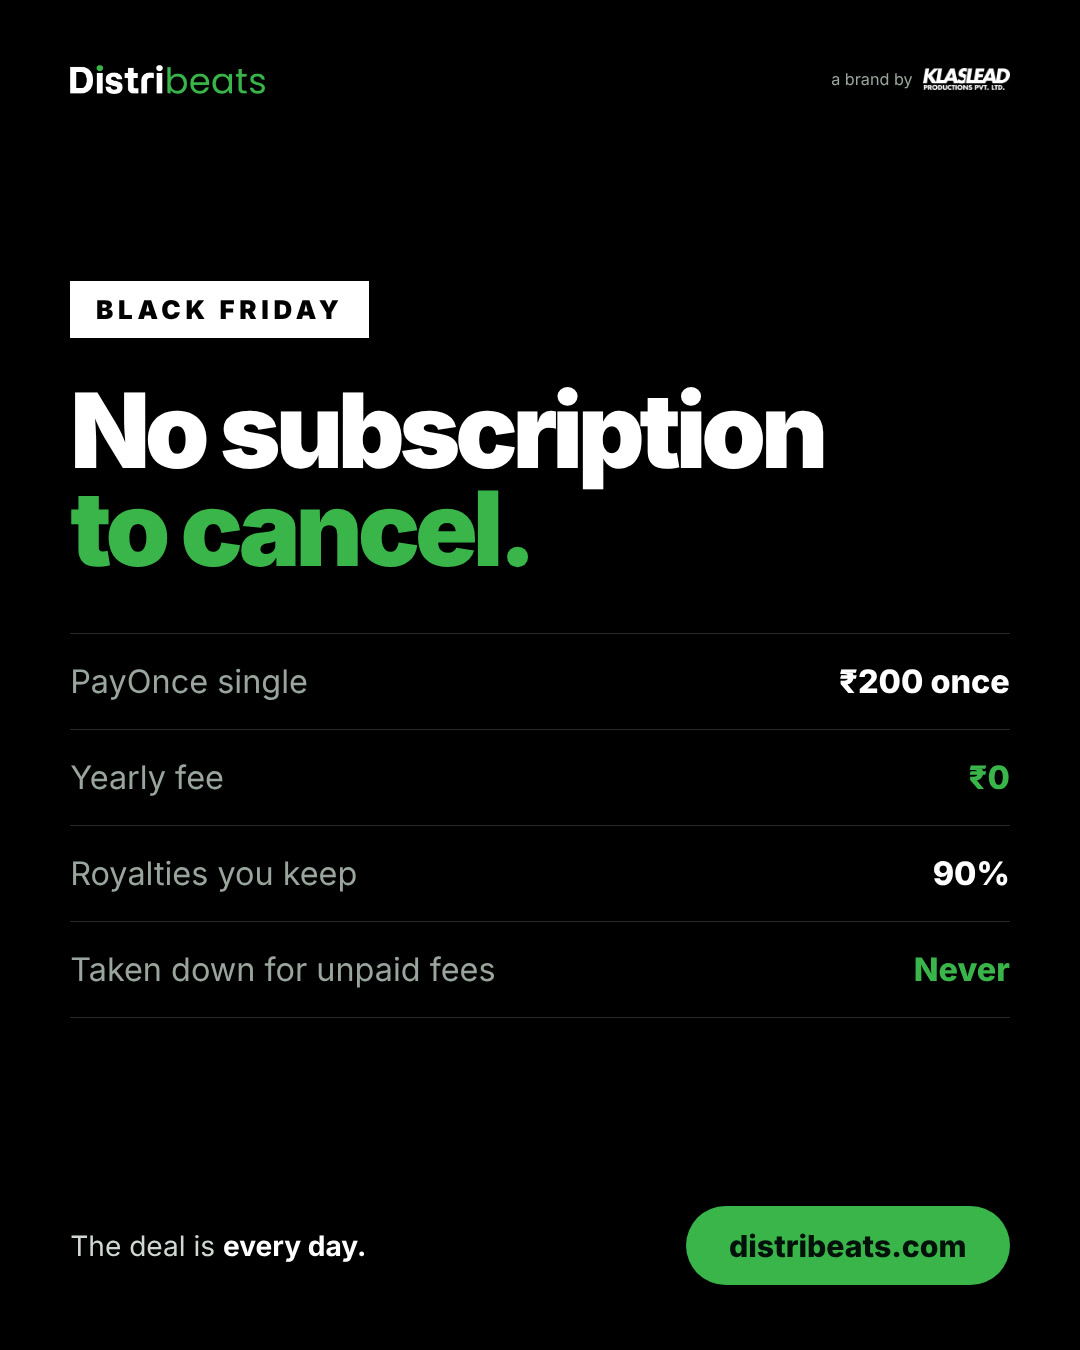 Distribeats
a brand by KLASLEAD
PRODUCTIONS PVT. LTD.
BLACK FRIDAY
No subscription
to cancel.
PayOnce single ₹200 once
Yearly fee ₹0
Royalties you keep 90%
Taken down for unpaid fees Never
The deal is every day.
distribeats.com